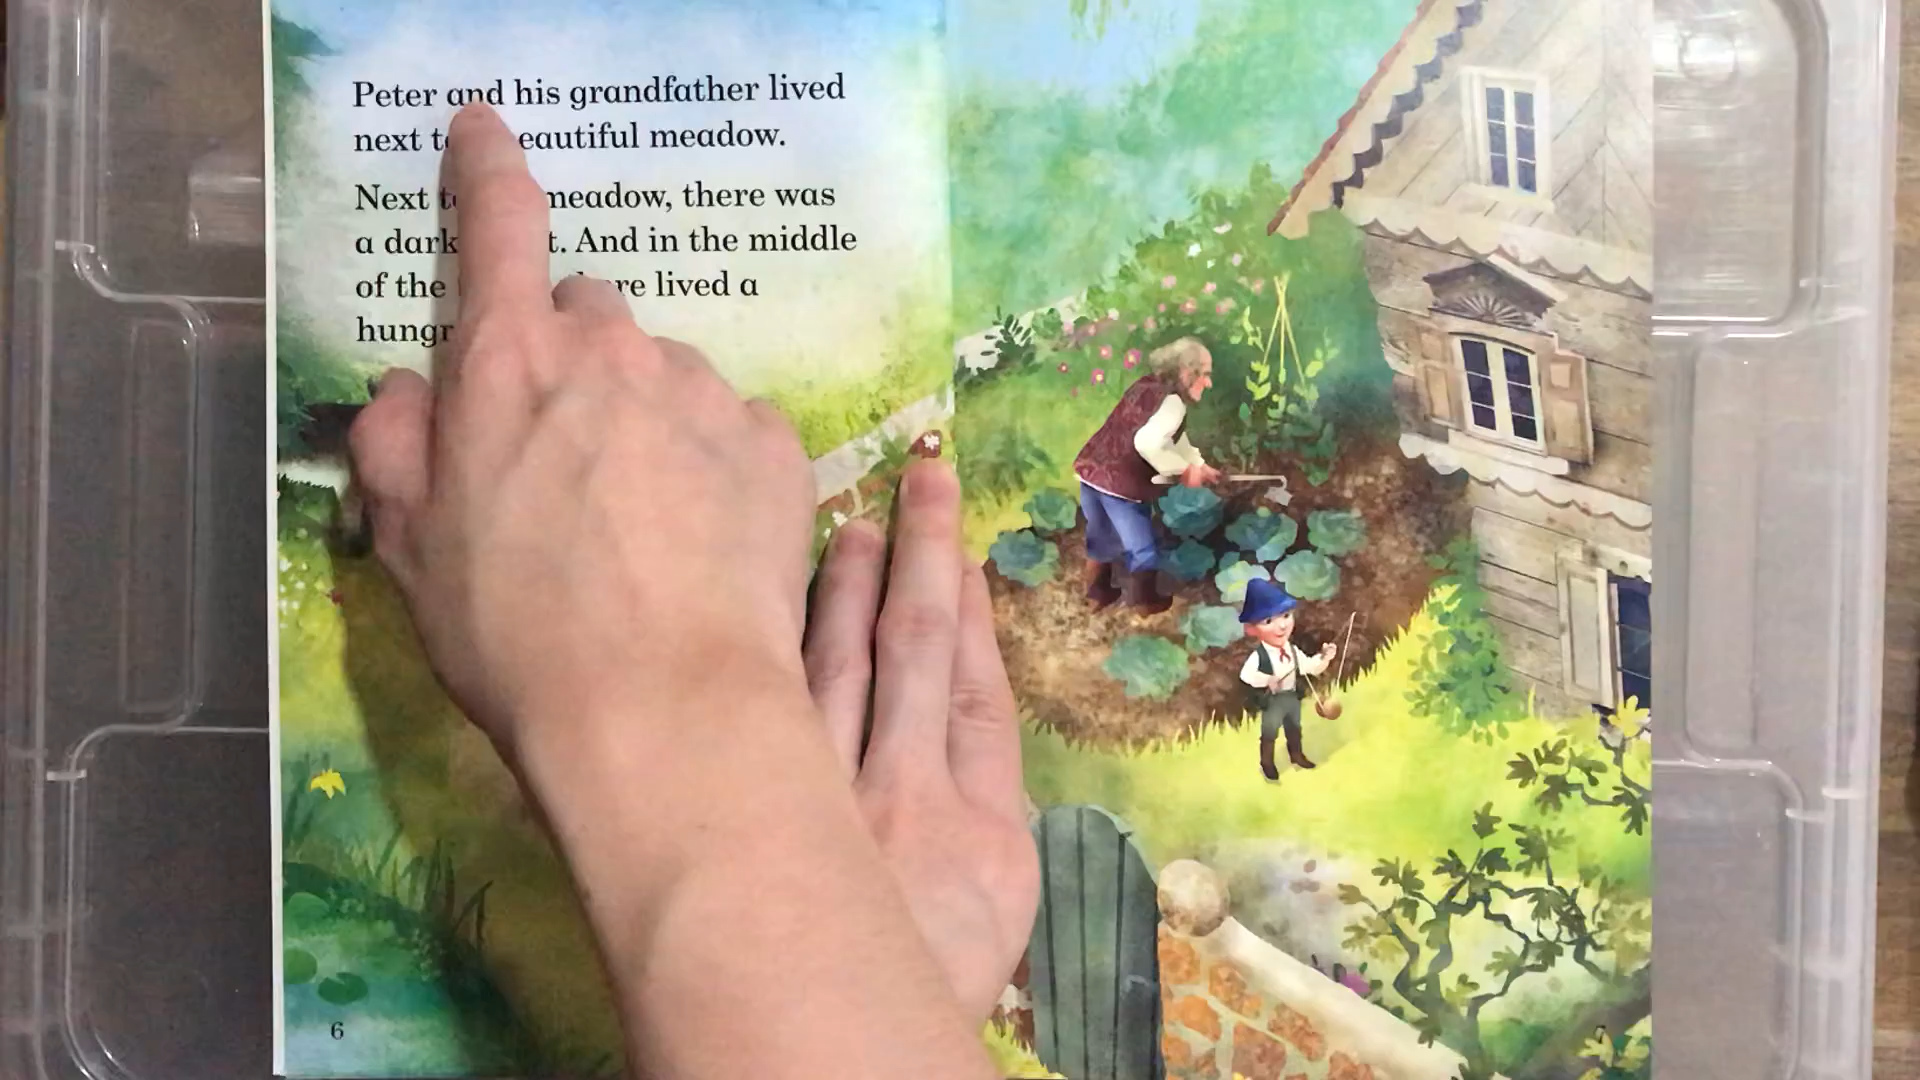 Peter and his grandfather lived
next eautiful meadow.
Next meadow, there was
a dark t. And in the middle
of the re lived a
hungr
6
7